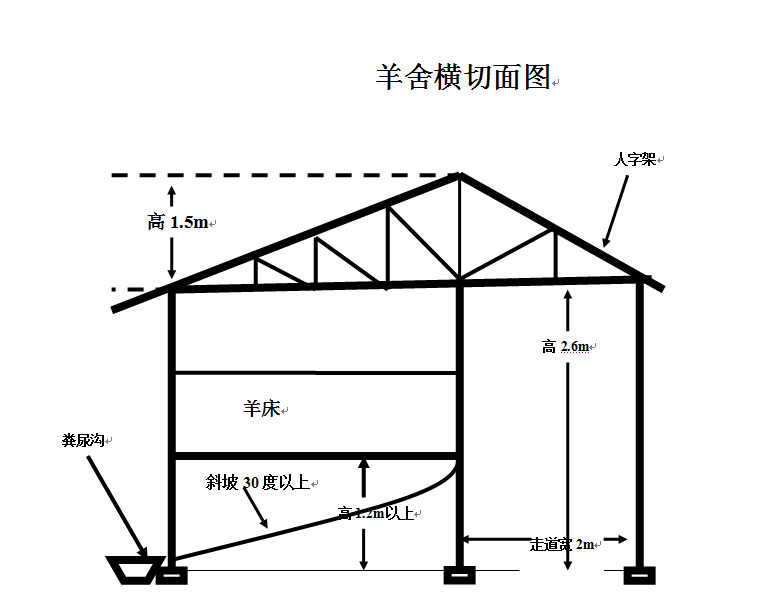 羊舍横切面图
人字架
高 1.5m
高 2.6m
羊床
粪尿沟
斜坡 30 度以上
高 1.2m以上
走道宽 2m